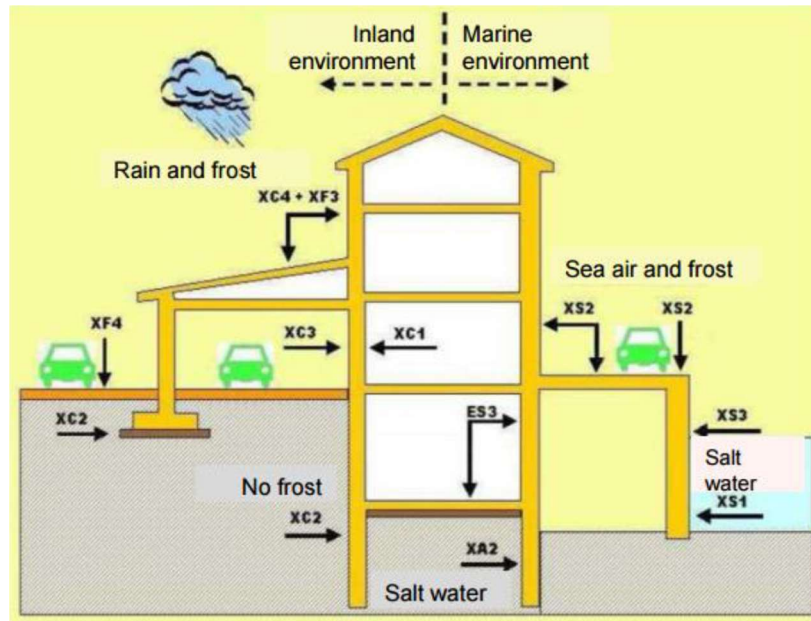 Inland environment
Marine environment
Rain and frost
XC4 + XF3
Sea air and frost
XS2
XS2
XF4
XC3
XC1
XC2
ES3
XS3
Salt water
No frost
XS1
XC2
XA2
Salt water